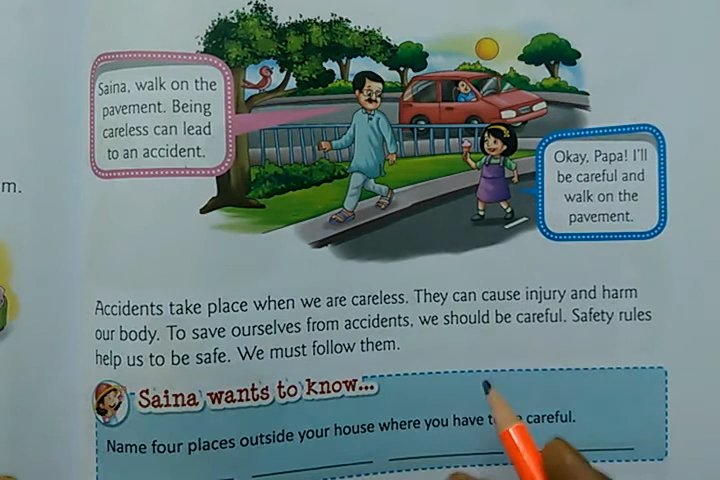 Saina, walk on the
pavement. Being
careless can lead
to an accident.
Okay, Papa! I'll
be careful and
walk on the
pavement.
m.
Accidents take place when we are careless. They can cause injury and harm
our body. To save ourselves from accidents, we should be careful. Safety rules
help us to be safe. We must follow them.
Saina wants to know...
Name four places outside your house where you have careful.